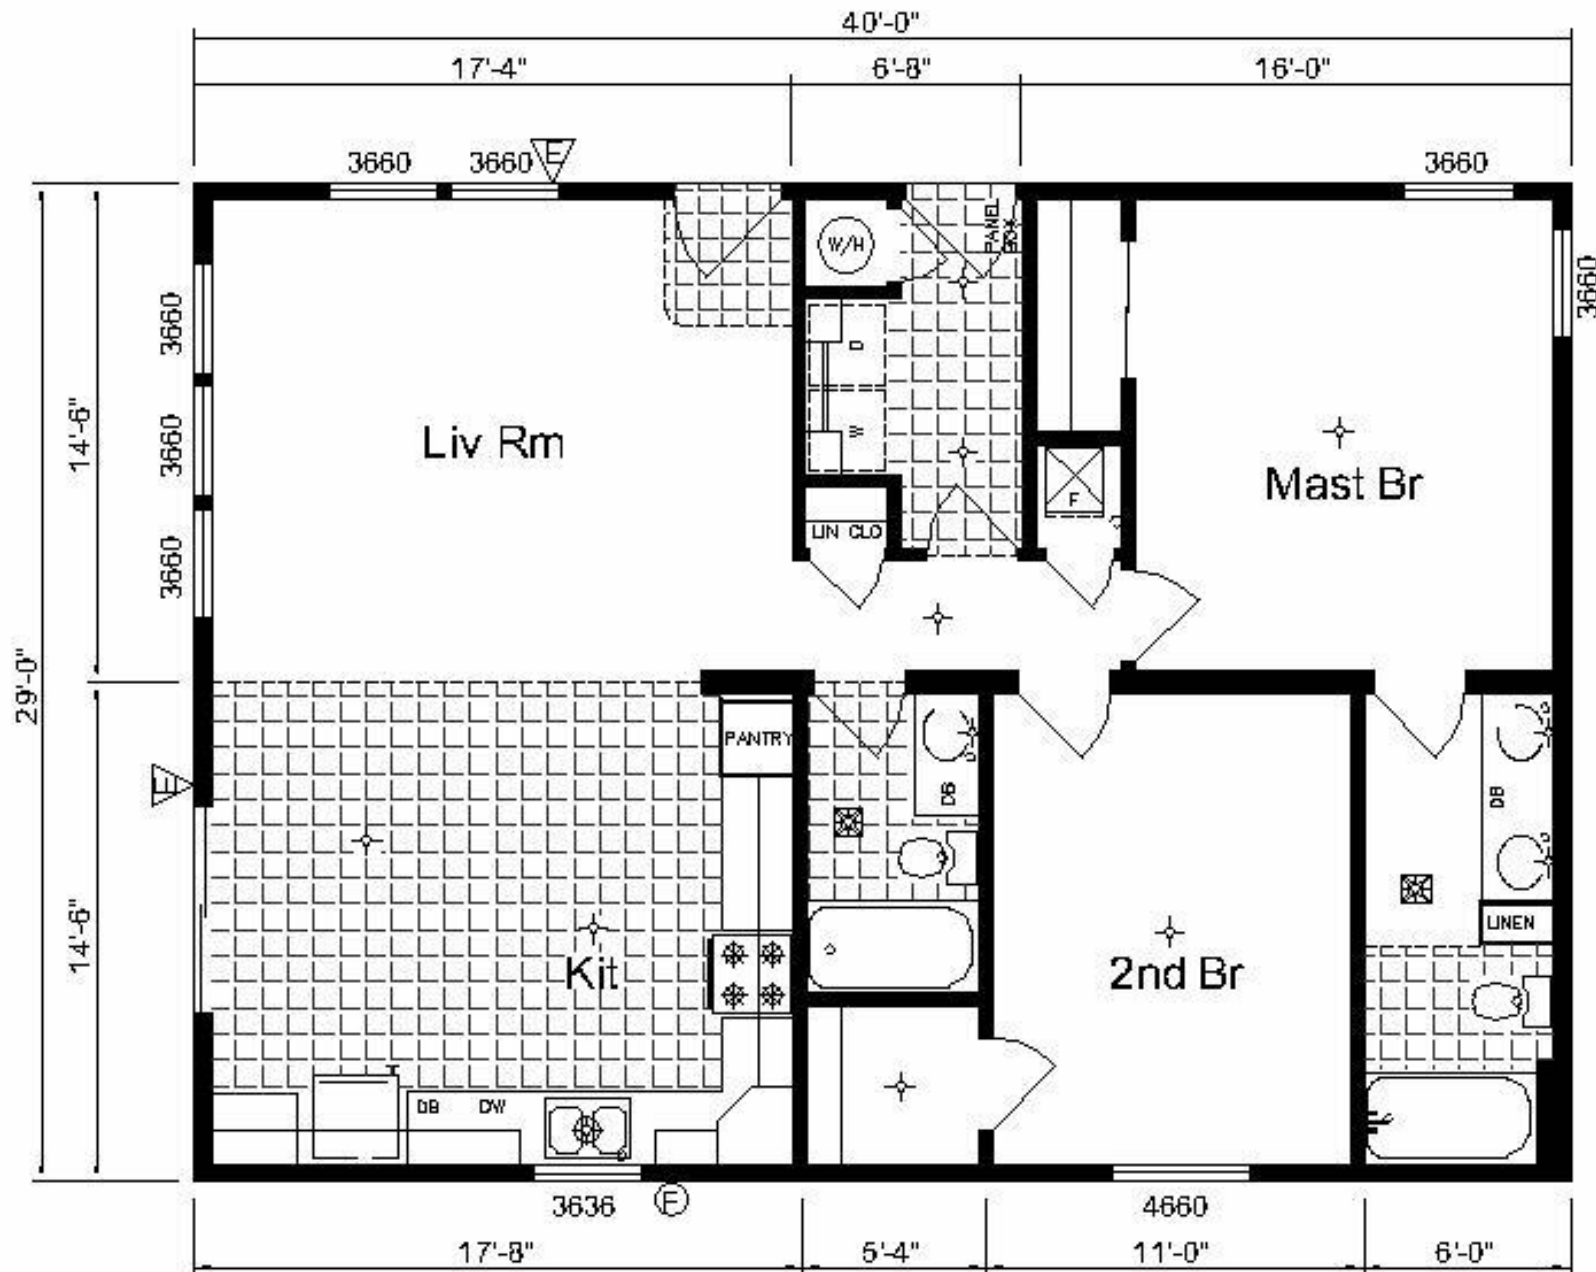 40'-0"
17'-4"
6'-8"
16'-0"
3660
3660
E
3660
W/H
PANEL
BOX
3660
3660
D
14'-6"
3660
Liv Rm
W
Mast Br
F
LIN CLO
3660
29'-0"
PANTRY
E
DB
DB
14'-6"
LINEN
Kit
2nd Br
DB
DW
3636
F
4660
17'-8"
5'-4"
11'-0"
6'-0"